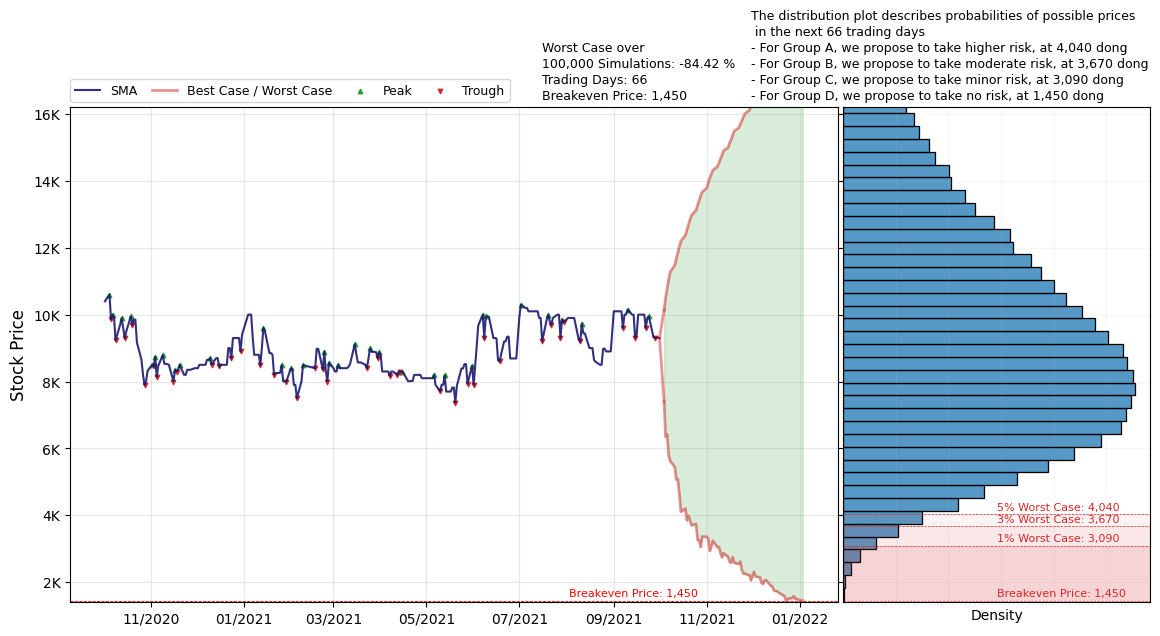 The distribution plot describes probabilities of possible prices
in the next 66 trading days
- For Group A, we propose to take higher risk, at 4,040 dong
- For Group B, we propose to take moderate risk, at 3,670 dong
- For Group C, we propose to take minor risk, at 3,090 dong
- For Group D, we propose to take no risk, at 1,450 dong
Worst Case over
100,000 Simulations: -84.42 %
Trading Days: 66
Breakeven Price: 1,450
SMA
Best Case / Worst Case
Peak
Trough
Stock Price
16K
14K
12K
10K
8K
6K
4K
2K
Breakeven Price: 1,450
11/2020
01/2021
03/2021
05/2021
07/2021
09/2021
11/2021
01/2022
5% Worst Case: 4,040
3% Worst Case: 3,670
1% Worst Case: 3,090
Breakeven Price: 1,450
Density